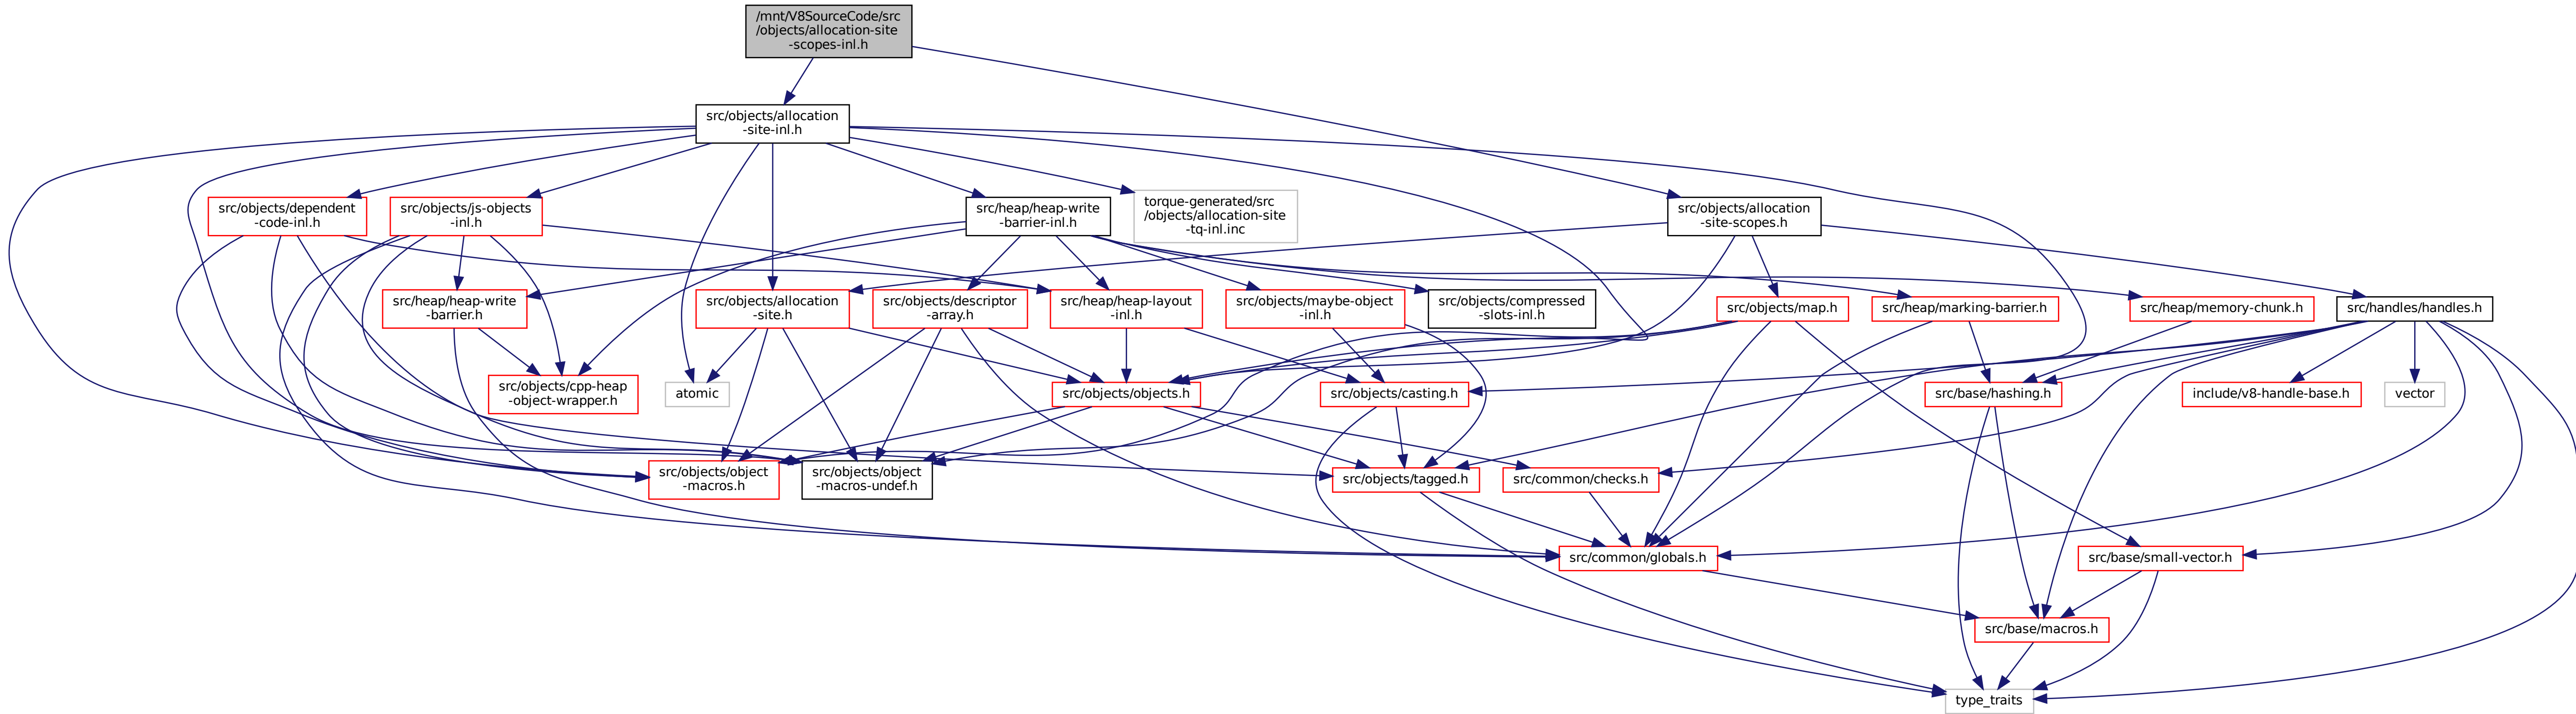 /mnt/V8SourceCode/src
/objects/allocation-site
-scopes-inl.h
src/objects/allocation
-site-inl.h
src/objects/dependent
-code-inl.h
src/objects/js-objects
-inl.h
src/heap/heap-write
-barrier-inl.h
torque-generated/src
/objects/allocation-site
-tq-inl.inc
src/objects/allocation
-site-scopes.h
src/heap/heap-write
-barrier.h
src/objects/allocation
-site.h
src/objects/descriptor
-array.h
src/heap/heap-layout
-inl.h
src/objects/maybe-object
-inl.h
src/objects/compressed
-slots-inl.h
src/objects/map.h
src/heap/marking-barrier.h
src/heap/memory-chunk.h
src/handles/handles.h
src/objects/cpp-heap
-object-wrapper.h
atomic
src/objects/objects.h
src/objects/casting.h
src/base/hashing.h
include/v8-handle-base.h
vector
src/objects/object
-macros.h
src/objects/object
-macros-undef.h
src/objects/tagged.h
src/common/checks.h
src/common/globals.h
src/base/small-vector.h
src/base/macros.h
type_traits